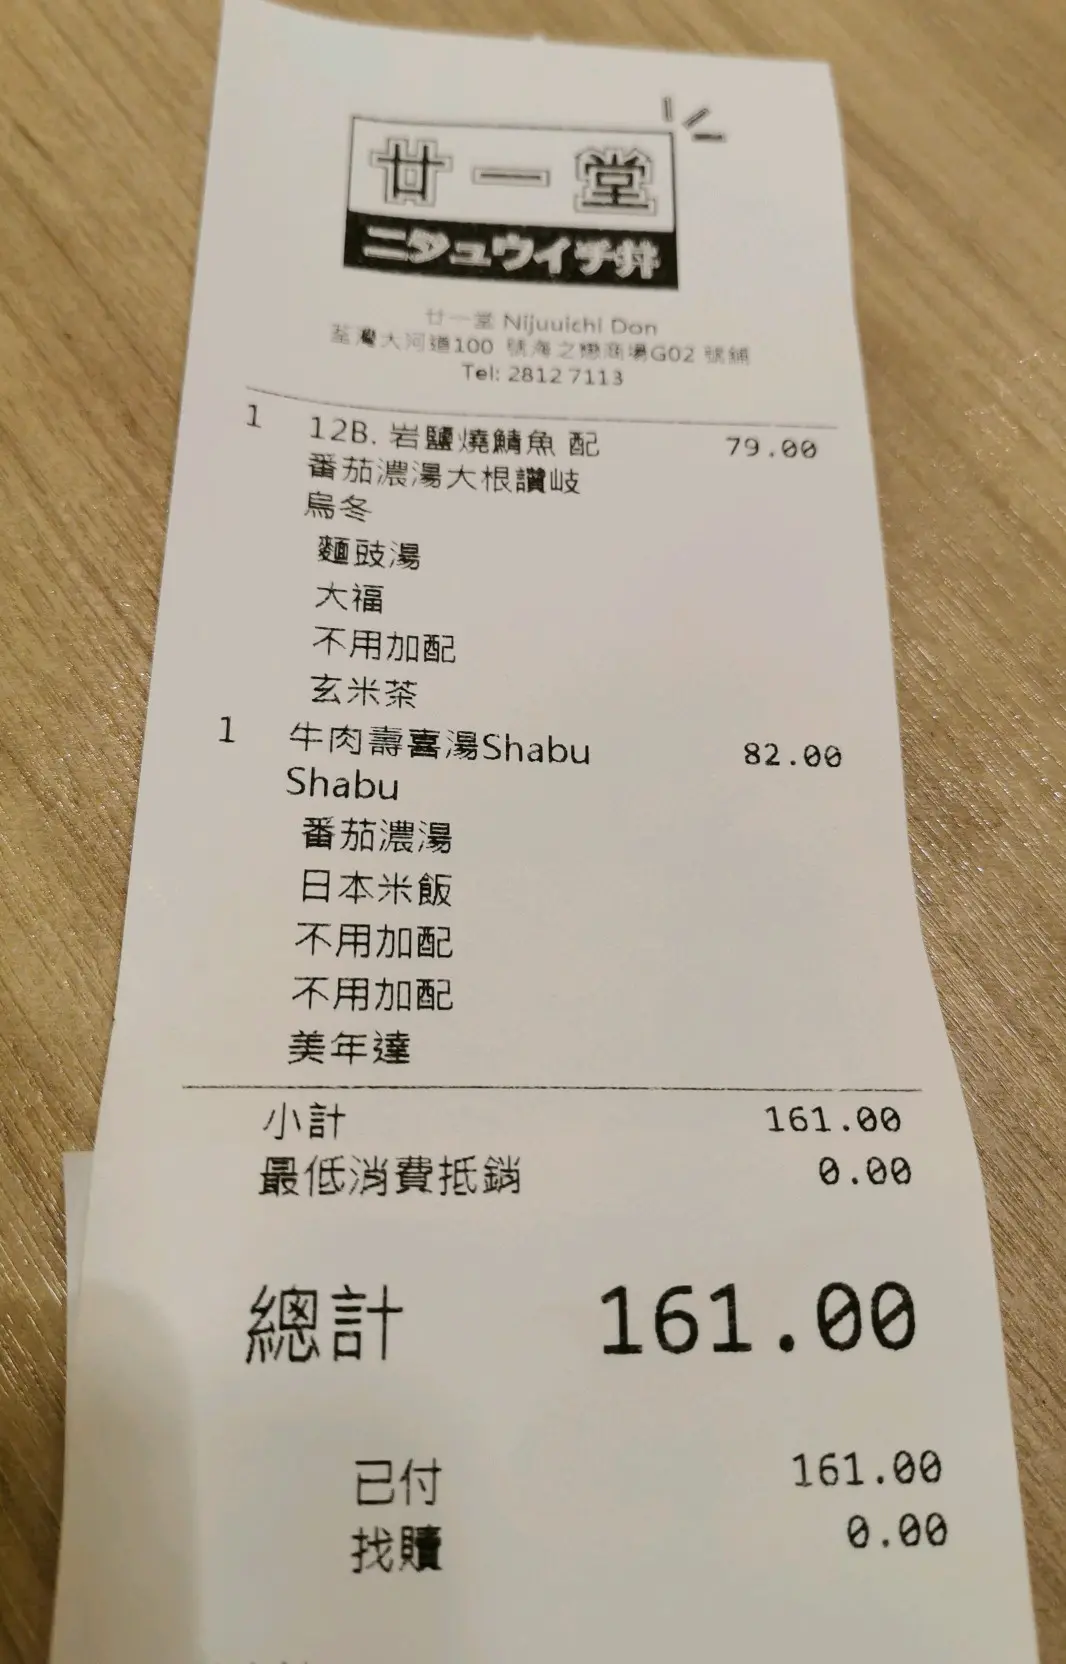 廿一堂
ニジュウイチ丼
廿一堂 Nijuuichi Don
荃灣大河道100 號海之戀商場G02 號鋪
Tel: 2812 7113
1 12B. 岩鹽燒鯖魚 配 79.00
番茄濃湯大根讚岐
烏冬
麵豉湯
大福
不用加配
玄米茶
1 牛肉壽喜湯Shabu 82.00
Shabu
番茄濃湯
日本米飯
不用加配
不用加配
美年達
小計 161.00
最低消費抵銷 0.00
總計 161.00
已付 161.00
找贖 0.00